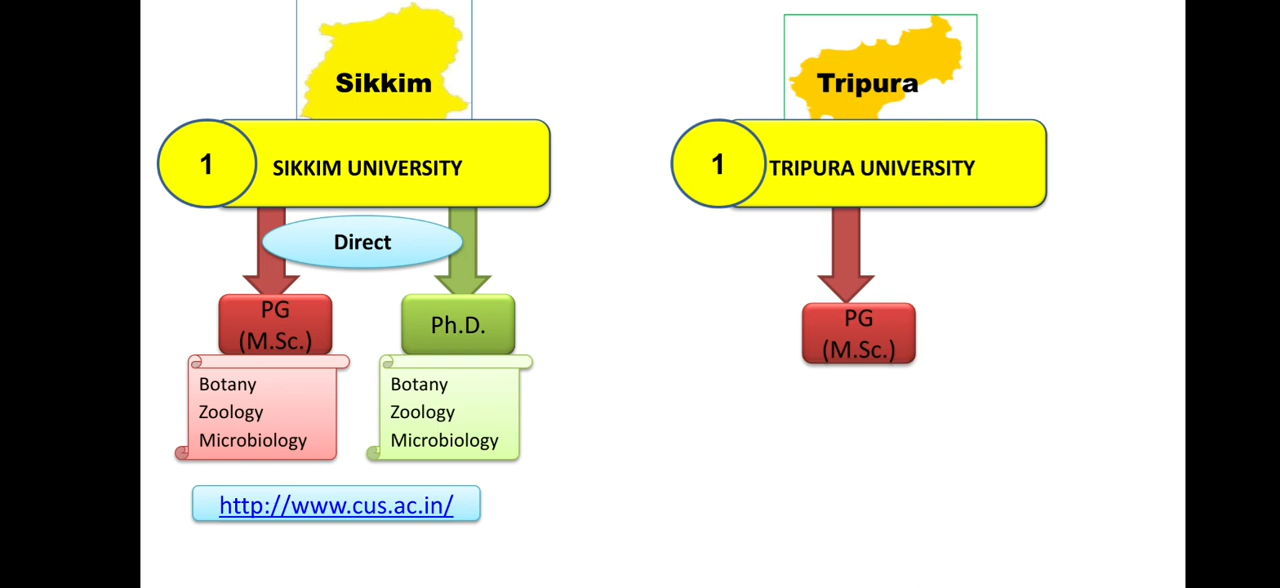 Sikkim
1
SIKKIM UNIVERSITY
Direct
PG
(M.Sc.)
Ph.D.
Botany
Zoology
Microbiology
Botany
Zoology
Microbiology
http://www.cus.ac.in/
Tripura
1
TRIPURA UNIVERSITY
PG
(M.Sc.)